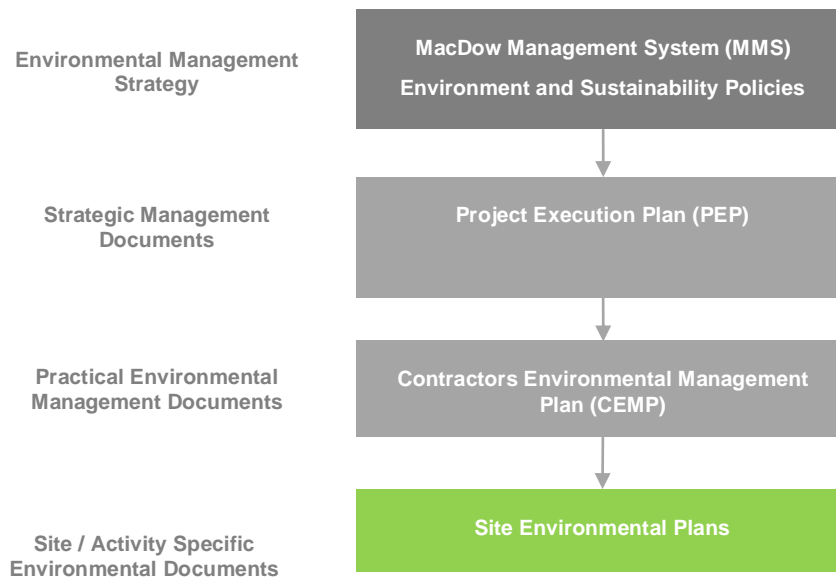 Environmental Management
Strategy
MacDow Management System (MMS)
Environment and Sustainability Policies
Strategic Management
Documents
Project Execution Plan (PEP)
Practical Environmental
Management Documents
Contractors Environmental Management
Plan (CEMP)
Site / Activity Specific
Environmental Documents
Site Environmental Plans